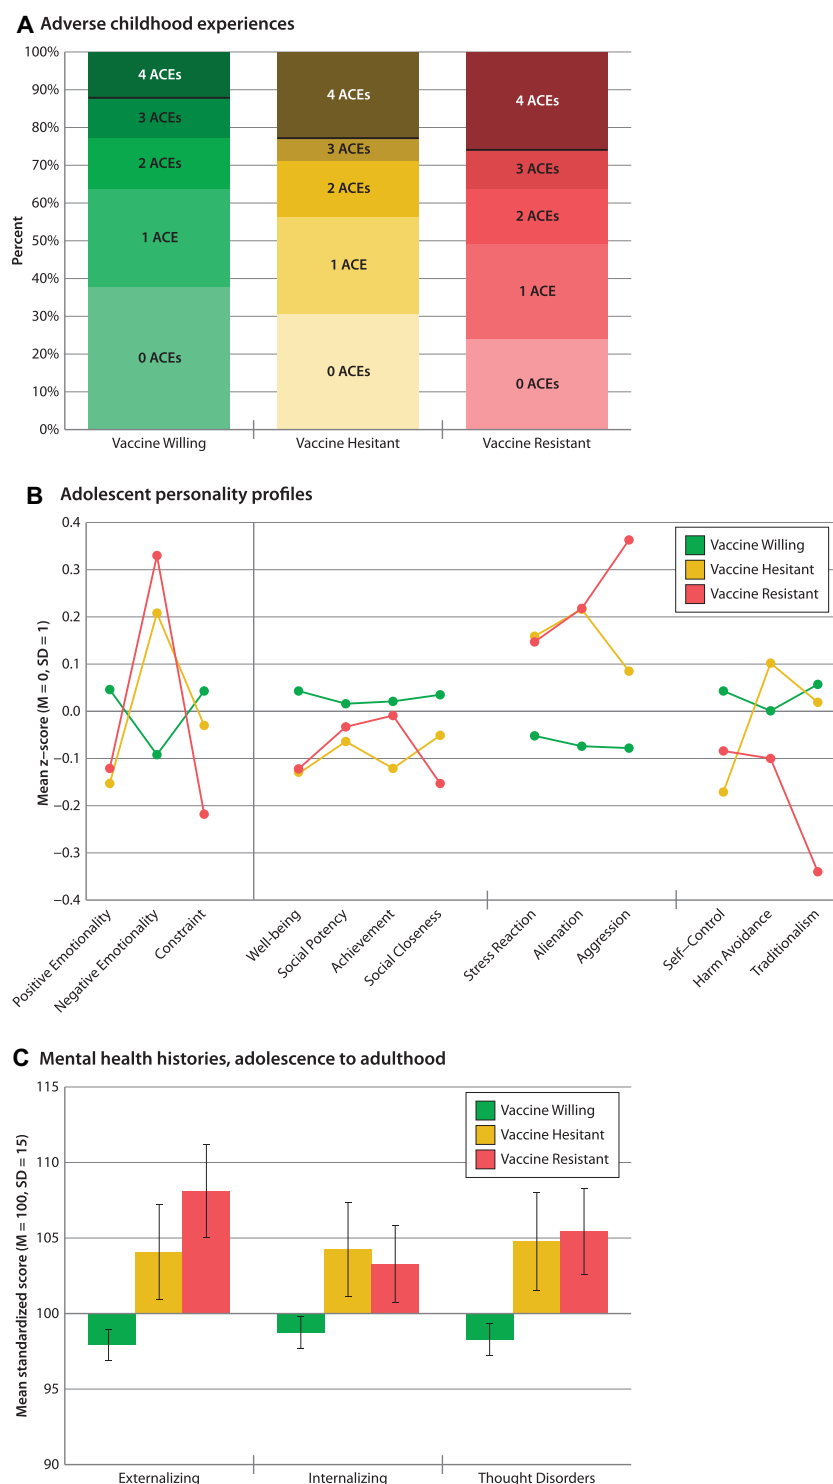 A Adverse childhood experiences
100%
90%
80%
70%
60%
50%
40%
30%
20%
10%
0%
Percent
4 ACEs
3 ACEs
2 ACEs
1 ACE
0 ACEs
4 ACEs
3 ACEs
2 ACEs
1 ACE
0 ACEs
4 ACEs
3 ACEs
2 ACEs
1 ACE
0 ACEs
Vaccine Willing
Vaccine Hesitant
Vaccine Resistant
B Adolescent personality profiles
0.4
0.3
0.2
0.1
0.0
−0.1
−0.2
−0.3
−0.4
Mean z−score (M = 0, SD = 1)
Vaccine Willing
Vaccine Hesitant
Vaccine Resistant
Positive Emotionality
Negative Emotionality
Constraint
Well-being
Social Potency
Achievement
Social Closeness
Stress Reaction
Alienation
Aggression
Self−Control
Harm Avoidance
Traditionalism
C Mental health histories, adolescence to adulthood
115
110
105
100
95
90
Mean standardized score (M = 100, SD = 15)
Vaccine Willing
Vaccine Hesitant
Vaccine Resistant
Externalizing
Internalizing
Thought Disorders